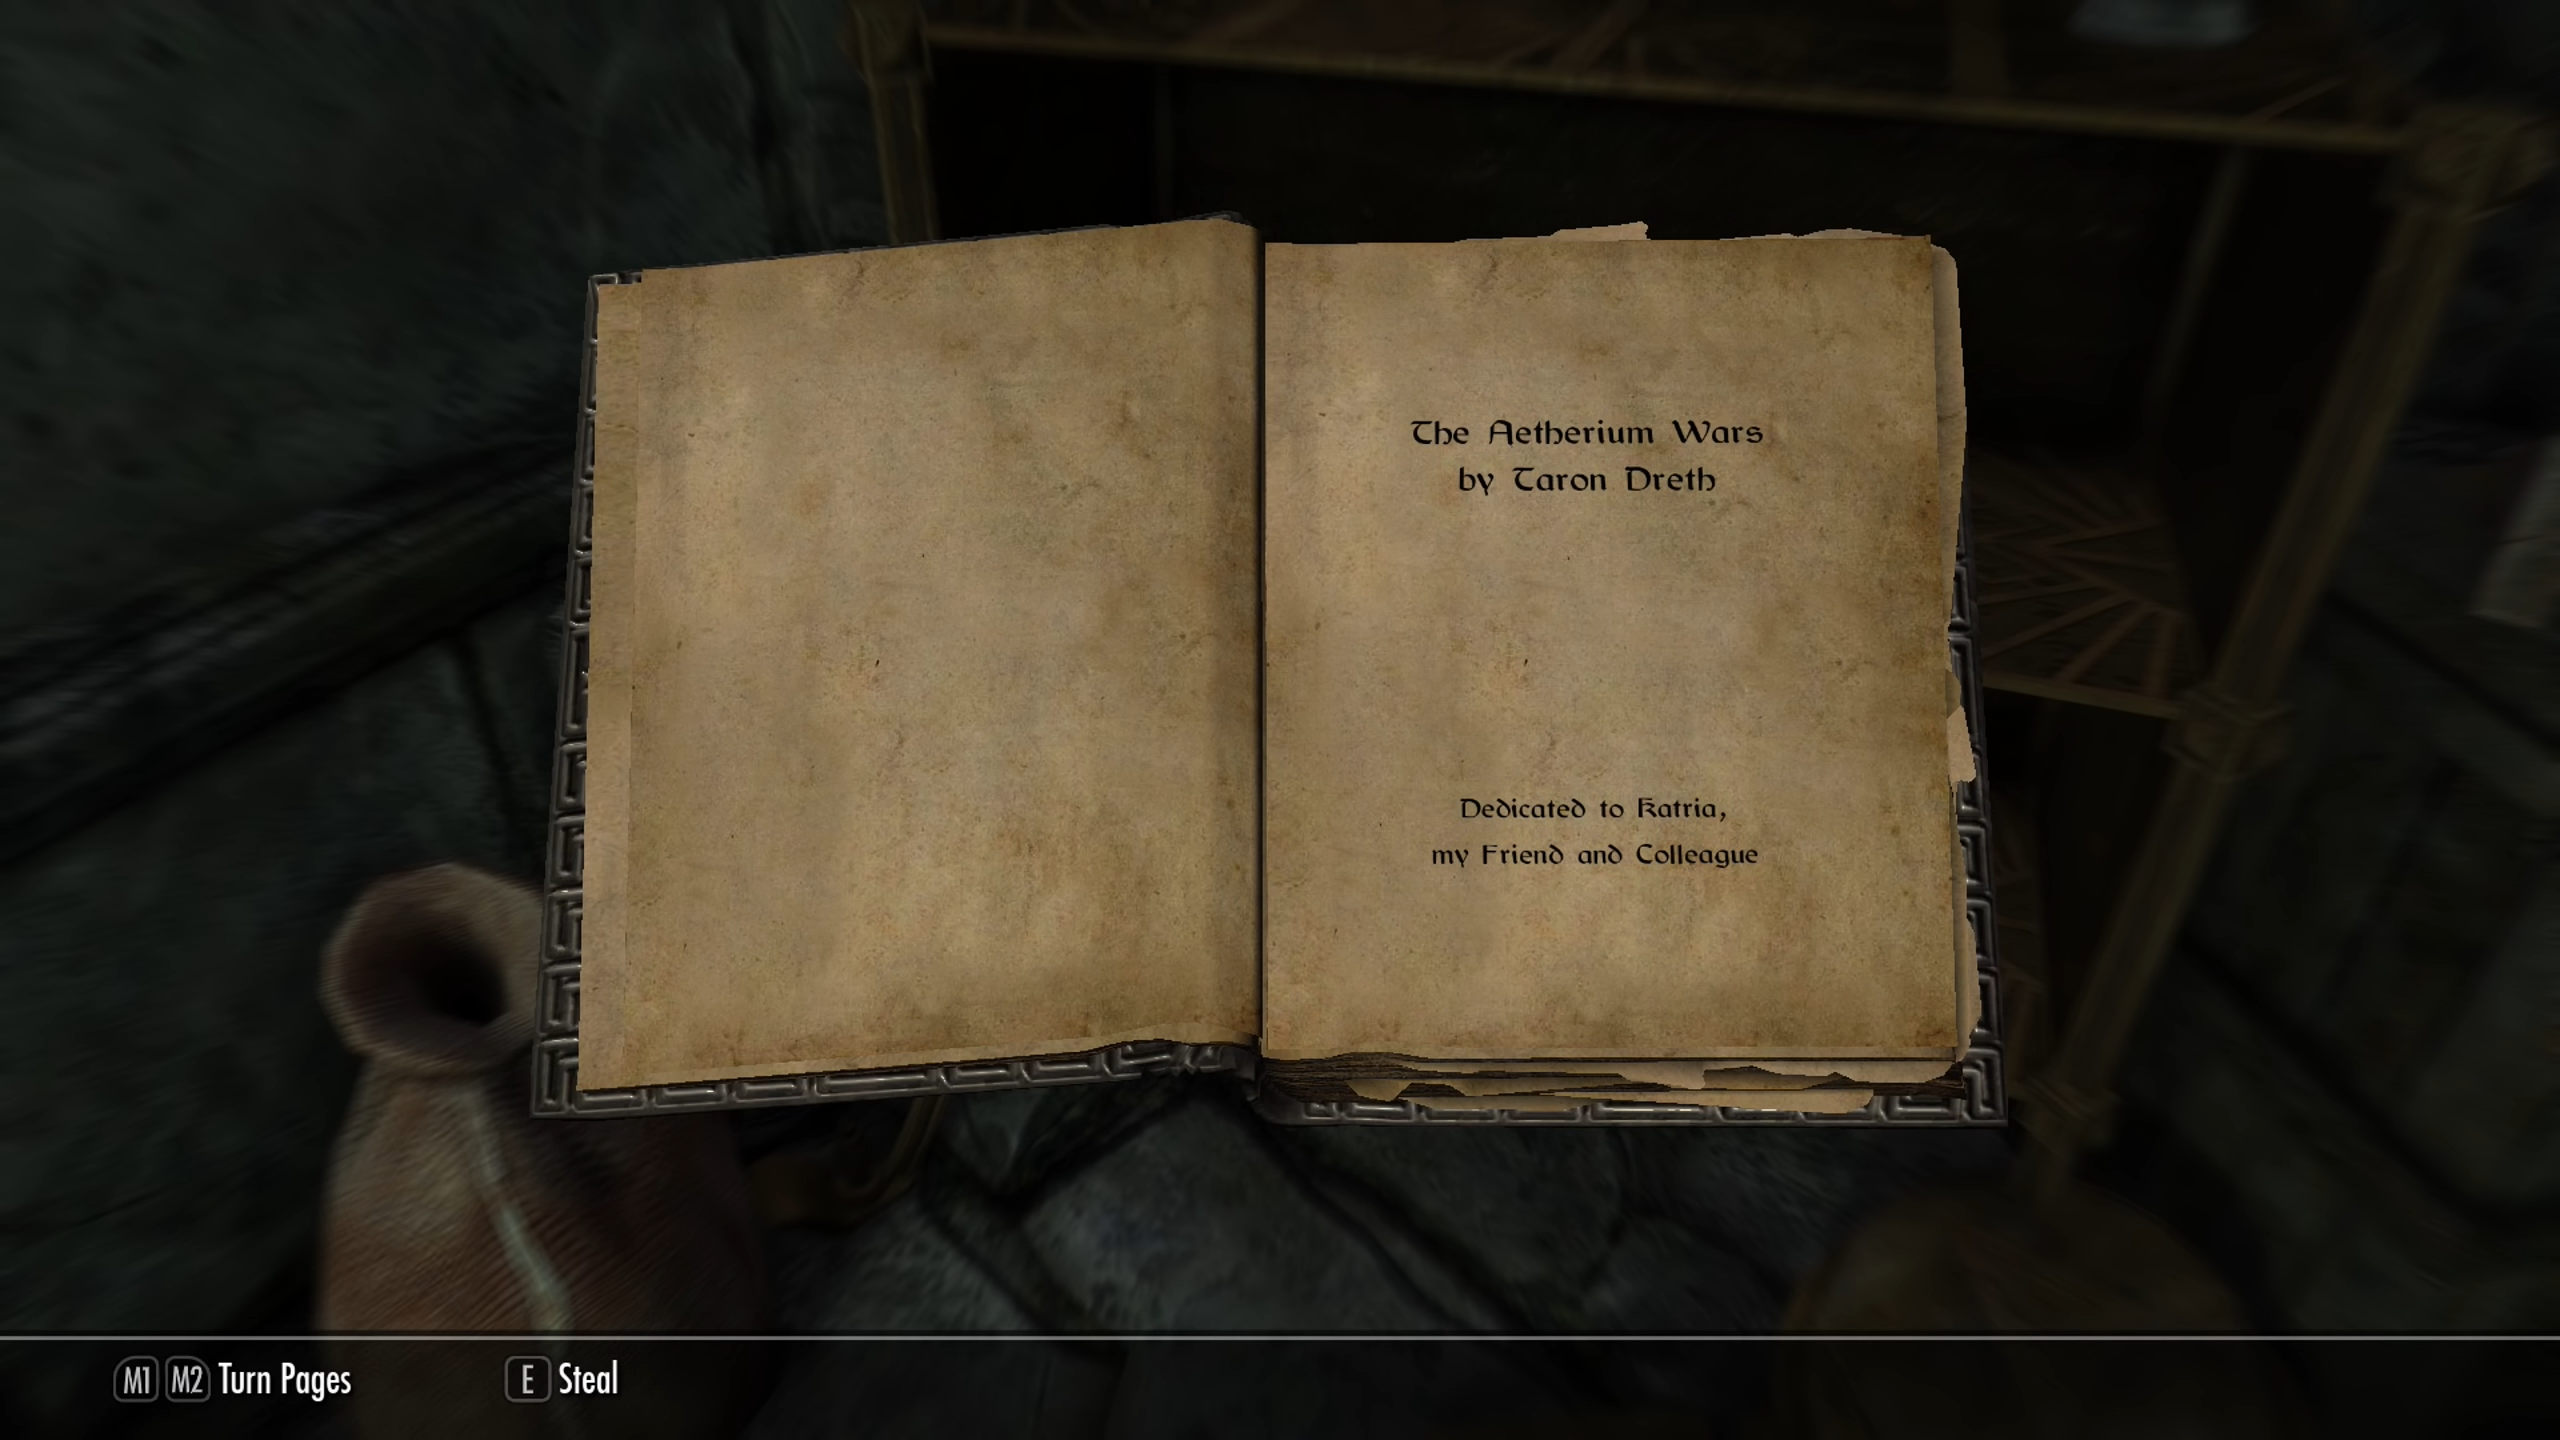 The Aetherium Wars
by Taron Dreth
Dedicated to Katria,
my Friend and Colleague
M1 M2 Turn Pages
E Steal